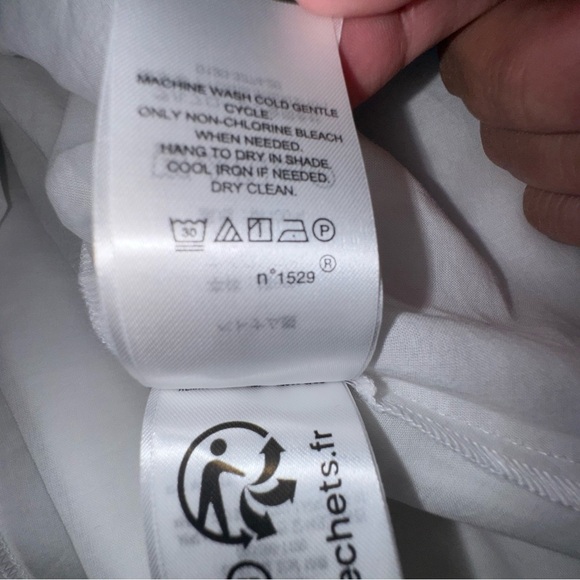 MACHINE WASH COLD GENTLE
CYCLE.
ONLY NON-CHLORINE BLEACH
WHEN NEEDED.
HANG TO DRY IN SHADE.
COOL IRON IF NEEDED.
DRY CLEAN.
30 P
n°1529 ®
echets.fr